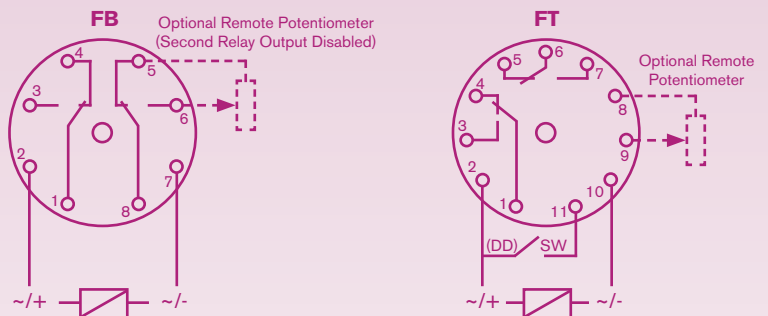 FB
Optional Remote Potentiometer
(Second Relay Output Disabled)
4
5
3
6
2
7
1
8
~/+
~/-
FT
Optional Remote
Potentiometer
6
5
7
4
8
3
9
2
10
1
11
(DD)
SW
~/+
~/-